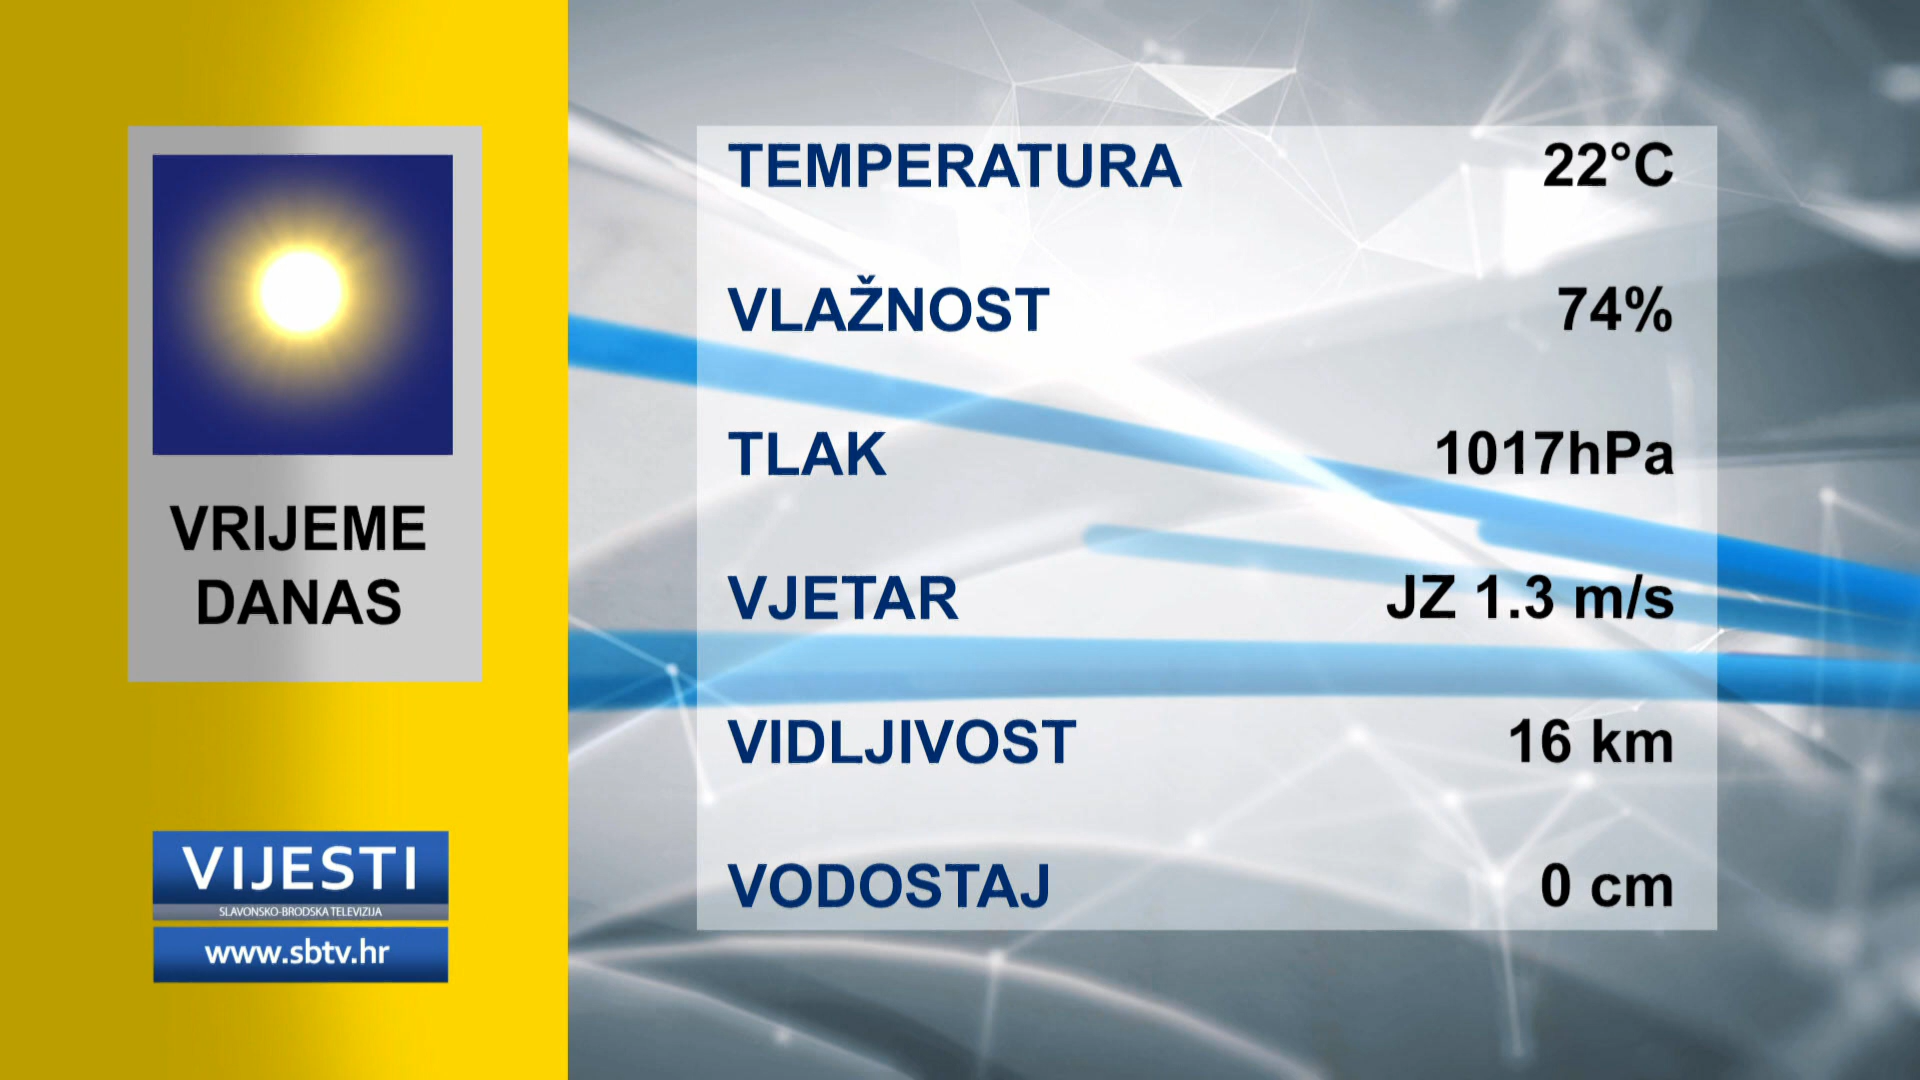 VRIJEME
DANAS
VIJESTI
SLAVONSKO-BRODSKA TELEVIZIJA
www.sbtv.hr
TEMPERATURA 22°C
VLAŽNOST 74%
TLAK 1017hPa
VJETAR JZ 1.3 m/s
VIDLJIVOST 16 km
VODOSTAJ 0 cm